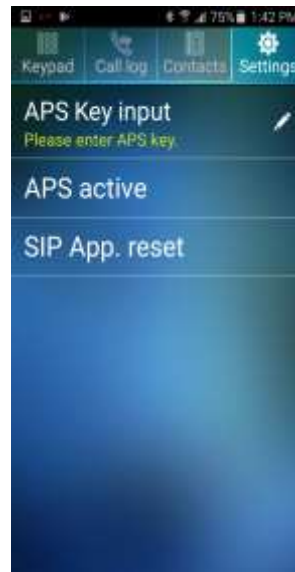 75% 1:42 PM
Keypad Call log Contacts Settings
APS Key input
Please enter APS key.
APS active
SIP App. reset